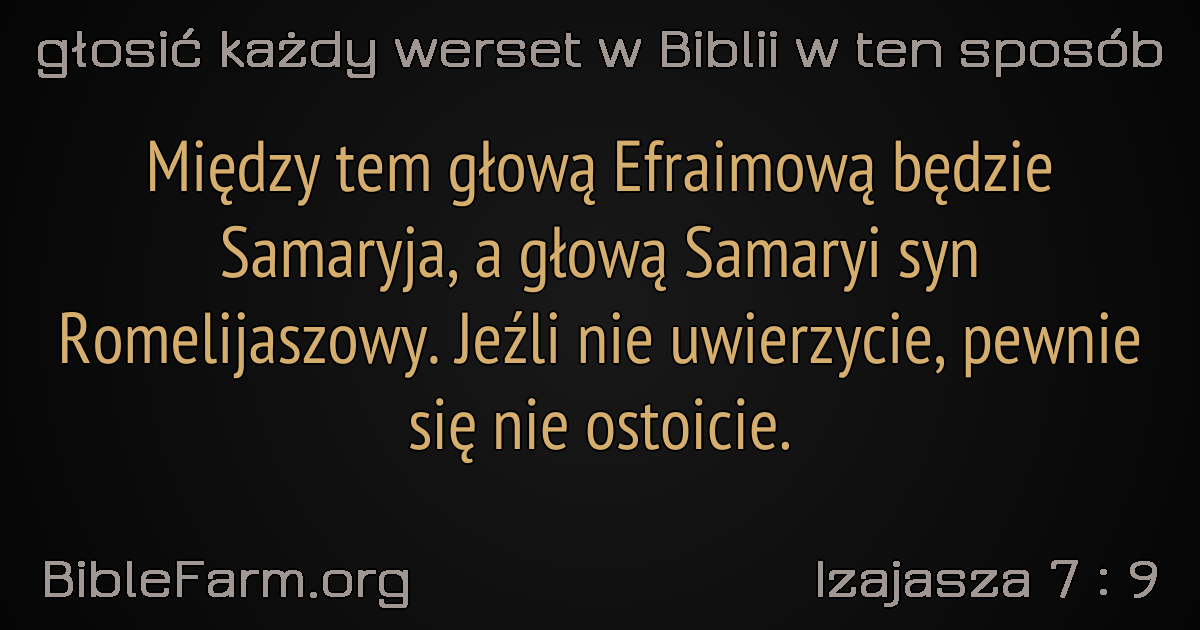 głosić każdy werset w Biblii w ten sposób
Między tem głową Efraimową będzie
Samaryja, a głową Samaryi syn
Romelijaszowy. Jeźli nie uwierzycie, pewnie
się nie ostoicie.
BibleFarm.org
Izajasza 7 : 9